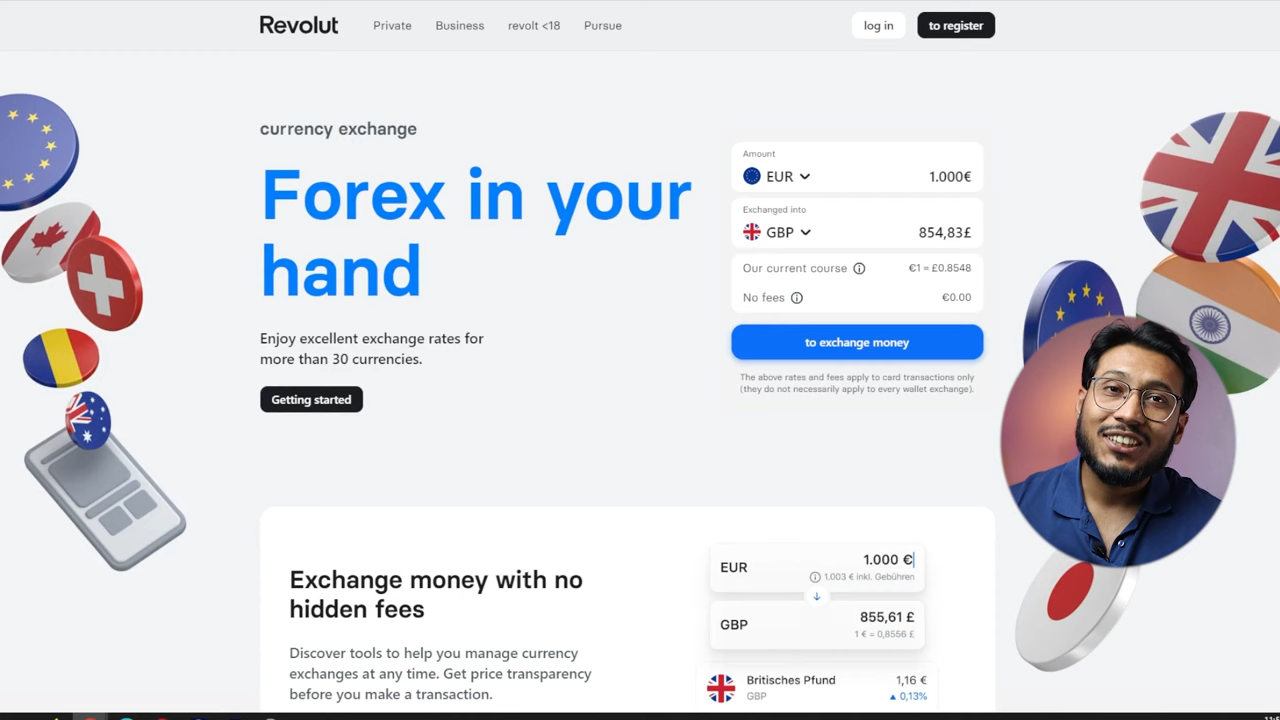 Revolut
Private
Business
revolt <18
Pursue
log in
to register
currency exchange
Forex in your
hand
Enjoy excellent exchange rates for
more than 30 currencies.
Getting started
Amount
EUR
1.000€
Exchanged into
GBP
854,83£
Our current course
€1 = £0.8548
No fees
€0.00
to exchange money
The above rates and fees apply to card transactions only
(they do not necessarily apply to every wallet exchange).
Exchange money with no
hidden fees
Discover tools to help you manage currency
exchanges at any time. Get price transparency
before you make a transaction.
EUR
1.000 €
1.003 € inkl. Gebühren
GBP
855,61 £
1 € = 0,8556 £
Britisches Pfund
1,16 €
GBP
▲ 0,13%